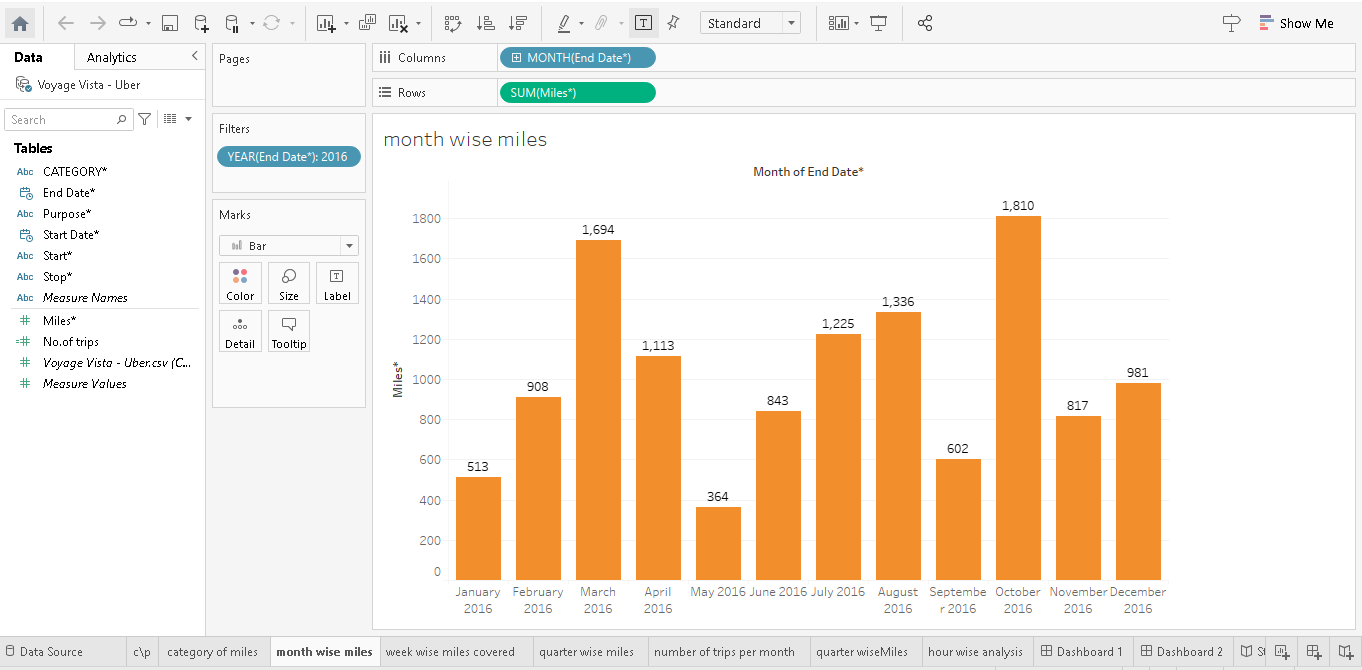 Standard
Show Me
Data
Analytics
Voyage Vista - Uber
Search
Tables
Abc CATEGORY*
End Date*
Abc Purpose*
Start Date*
Abc Start*
Abc Stop*
Abc Measure Names
Miles*
No.of trips
Voyage Vista - Uber.csv (C...
Measure Values
Pages
Filters
YEAR(End Date*): 2016
Marks
Bar
Color Size Label
Detail Tooltip
Columns MONTH(End Date*)
Rows SUM(Miles*)
month wise miles
Month of End Date*
Miles*
1800
1600
1400
1200
1000
800
600
400
200
0
513
908
1,694
1,113
364
843
1,225
1,336
602
1,810
817
981
January
2016
February
2016
March
2016
April
2016
May 2016
June 2016
July 2016
August
2016
Septembe
r 2016
October
2016
November
2016
December
2016
Data Source c\p category of miles month wise miles week wise miles covered quarter wise miles number of trips per month quarter wiseMiles hour wise analysis Dashboard 1 Dashboard 2